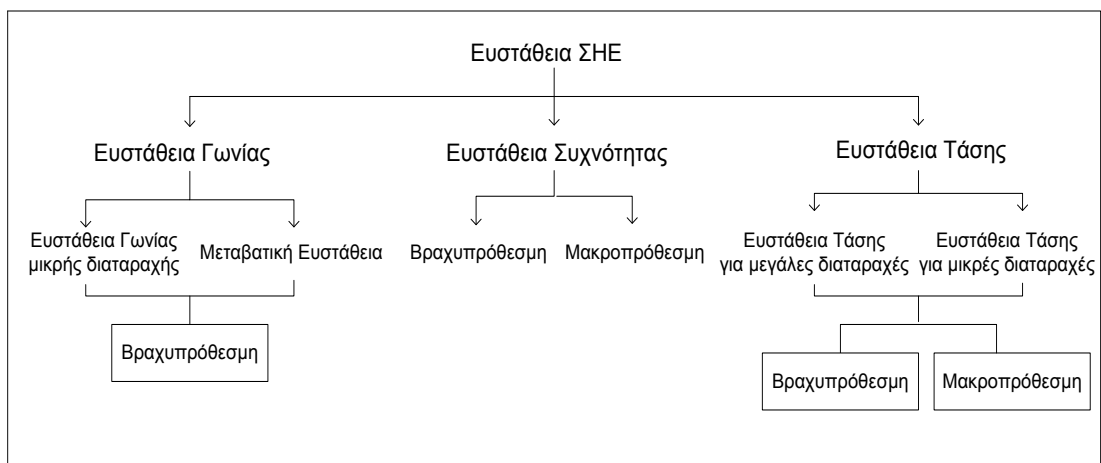 Ευστάθεια ΣΗΕ
Ευστάθεια Γωνίας
Ευστάθεια Συχνότητας
Ευστάθεια Τάσης
Ευστάθεια Γωνίας
μικρής διαταραχής
Μεταβατική Ευστάθεια
Βραχυπρόθεσμη
Μακροπρόθεσμη
Ευστάθεια Τάσης
για μεγάλες διαταραχές
Ευστάθεια Τάσης
για μικρές διαταραχές
Βραχυπρόθεσμη
Βραχυπρόθεσμη
Μακροπρόθεσμη